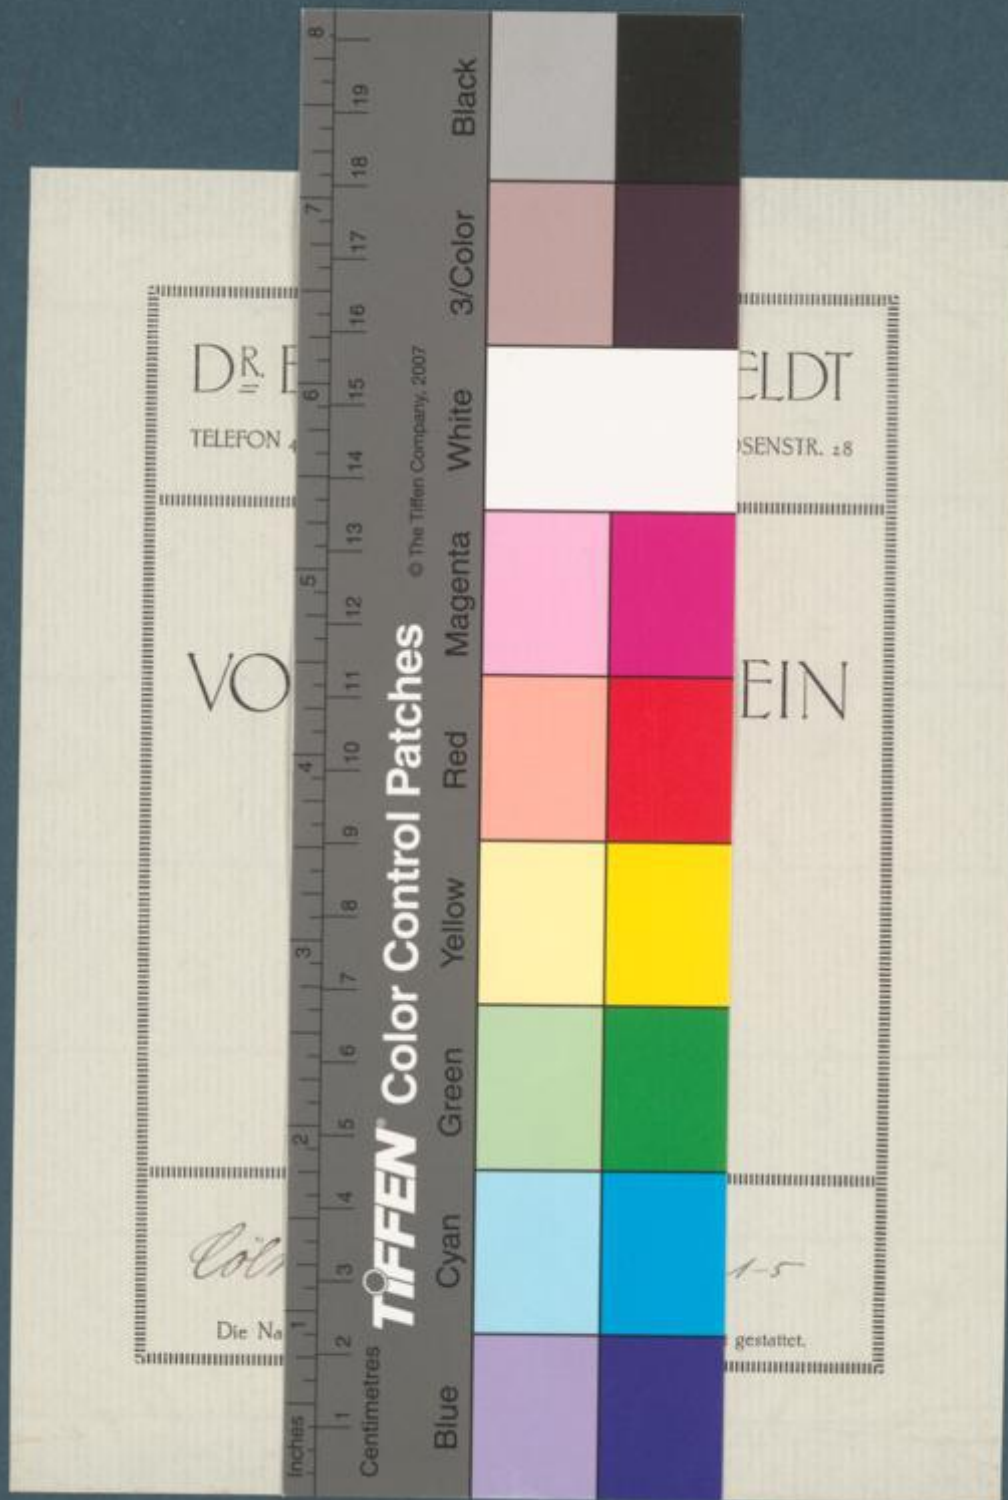 DR. E ELDT
TELEFON 4 OSENSTR. 28
VO EIN
Cöln 1-5
Die Na gestattet.
TIFFEN® Color Control Patches
© The Tiffen Company, 2007
Inches
1 2 3 4 5 6 7 8
Centimetres
1 2 3 4 5 6 7 8 9 10 11 12 13 14 15 16 17 18 19
Blue
Cyan
Green
Yellow
Red
Magenta
White
3/Color
Black